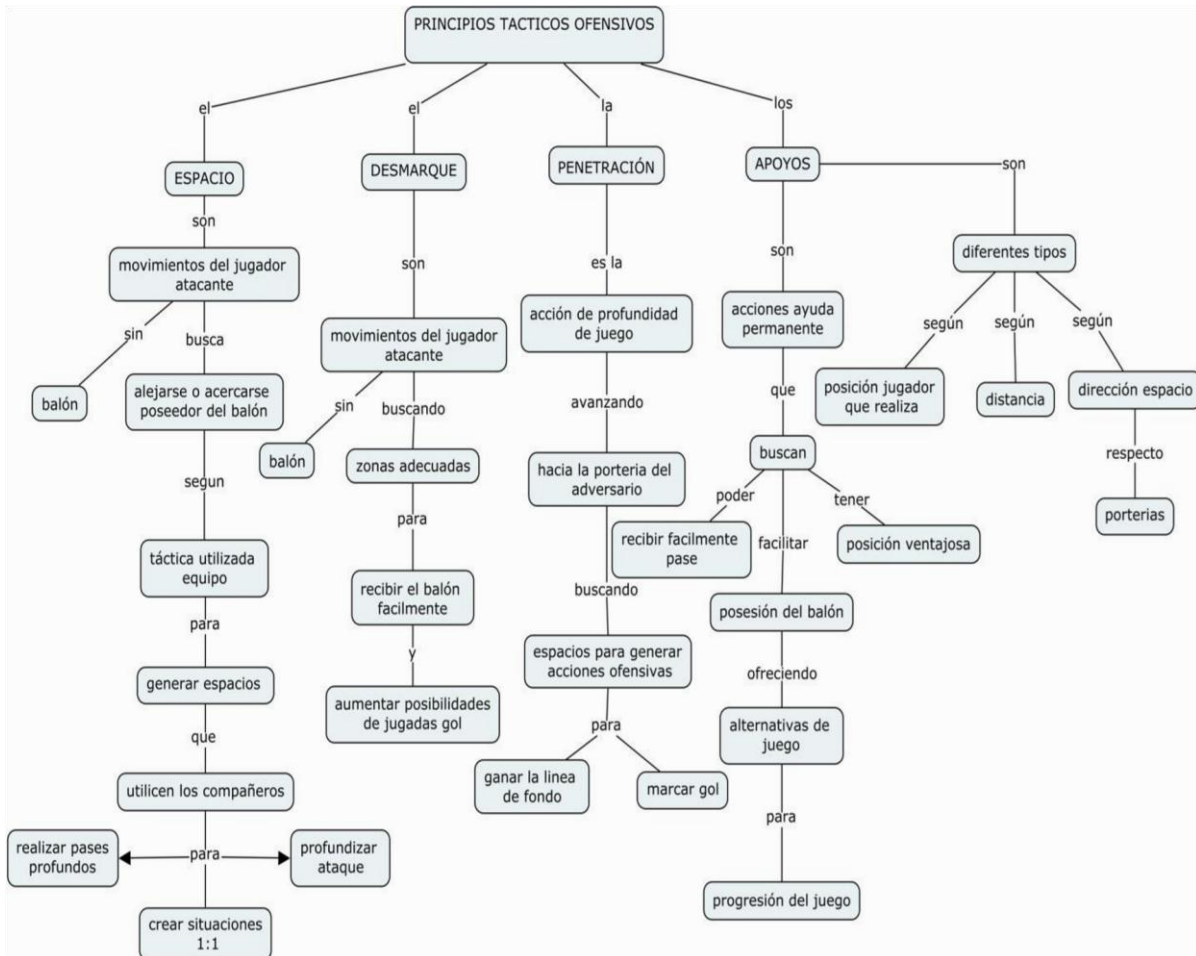 PRINCIPIOS TACTICOS OFENSIVOS
el
el
la
los
ESPACIO
DESMARQUE
PENETRACIÓN
APOYOS
son
son
movimientos del jugador
atacante
sin
busca
balón
alejarse o acercarse
poseedor del balón
segun
táctica utilizada
equipo
para
generar espacios
que
utilicen los compañeros
para
realizar pases
profundos
profundizar
ataque
crear situaciones
1:1
son
movimientos del jugador
atacante
sin
buscando
balón
zonas adecuadas
para
recibir el balón
facilmente
y
aumentar posibilidades
de jugadas gol
es la
acción de profundidad
de juego
avanzando
hacia la porteria del
adversario
buscando
espacios para generar
acciones ofensivas
para
ganar la linea
de fondo
marcar gol
son
acciones ayuda
permanente
que
buscan
poder
facilitar
tener
recibir facilmente
pase
posición ventajosa
posesión del balón
ofreciendo
alternativas de
juego
para
progresión del juego
diferentes tipos
según
según
según
posición jugador
que realiza
distancia
dirección espacio
respecto
porterias